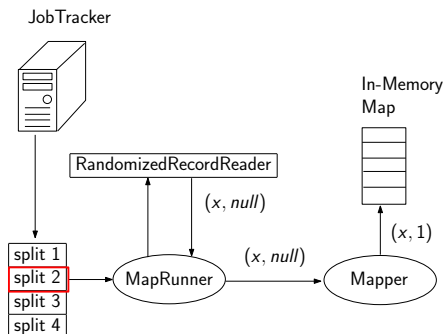 JobTracker
In-Memory
Map
RandomizedRecordReader
(x, null)
(x, 1)
split 1
split 2
split 3
split 4
MapRunner
(x, null)
Mapper